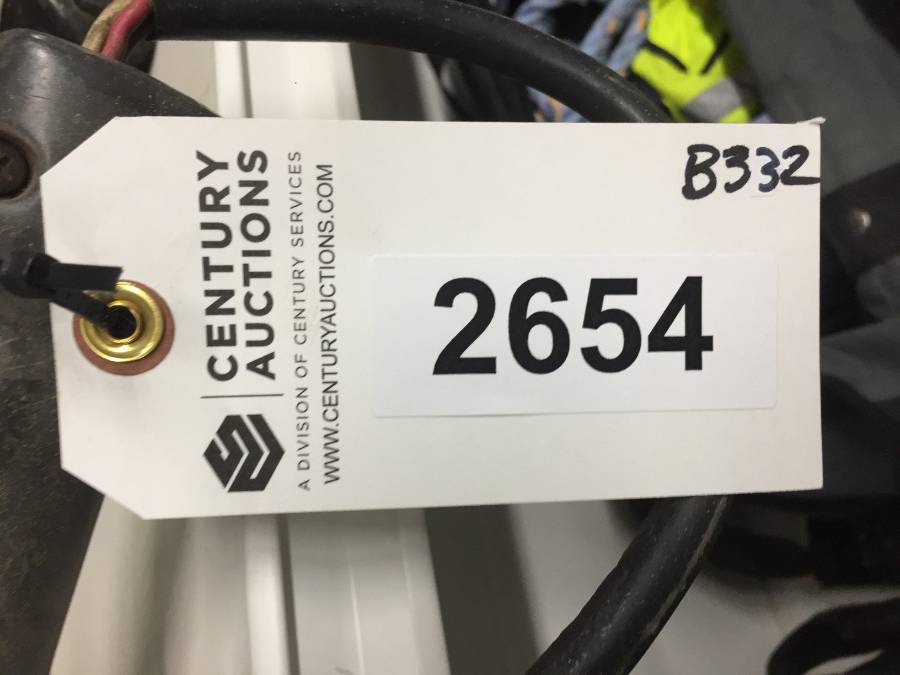 B332
2654
CENTURY
AUCTIONS
A DIVISION OF CENTURY SERVICES
WWW.CENTURYAUCTIONS.COM